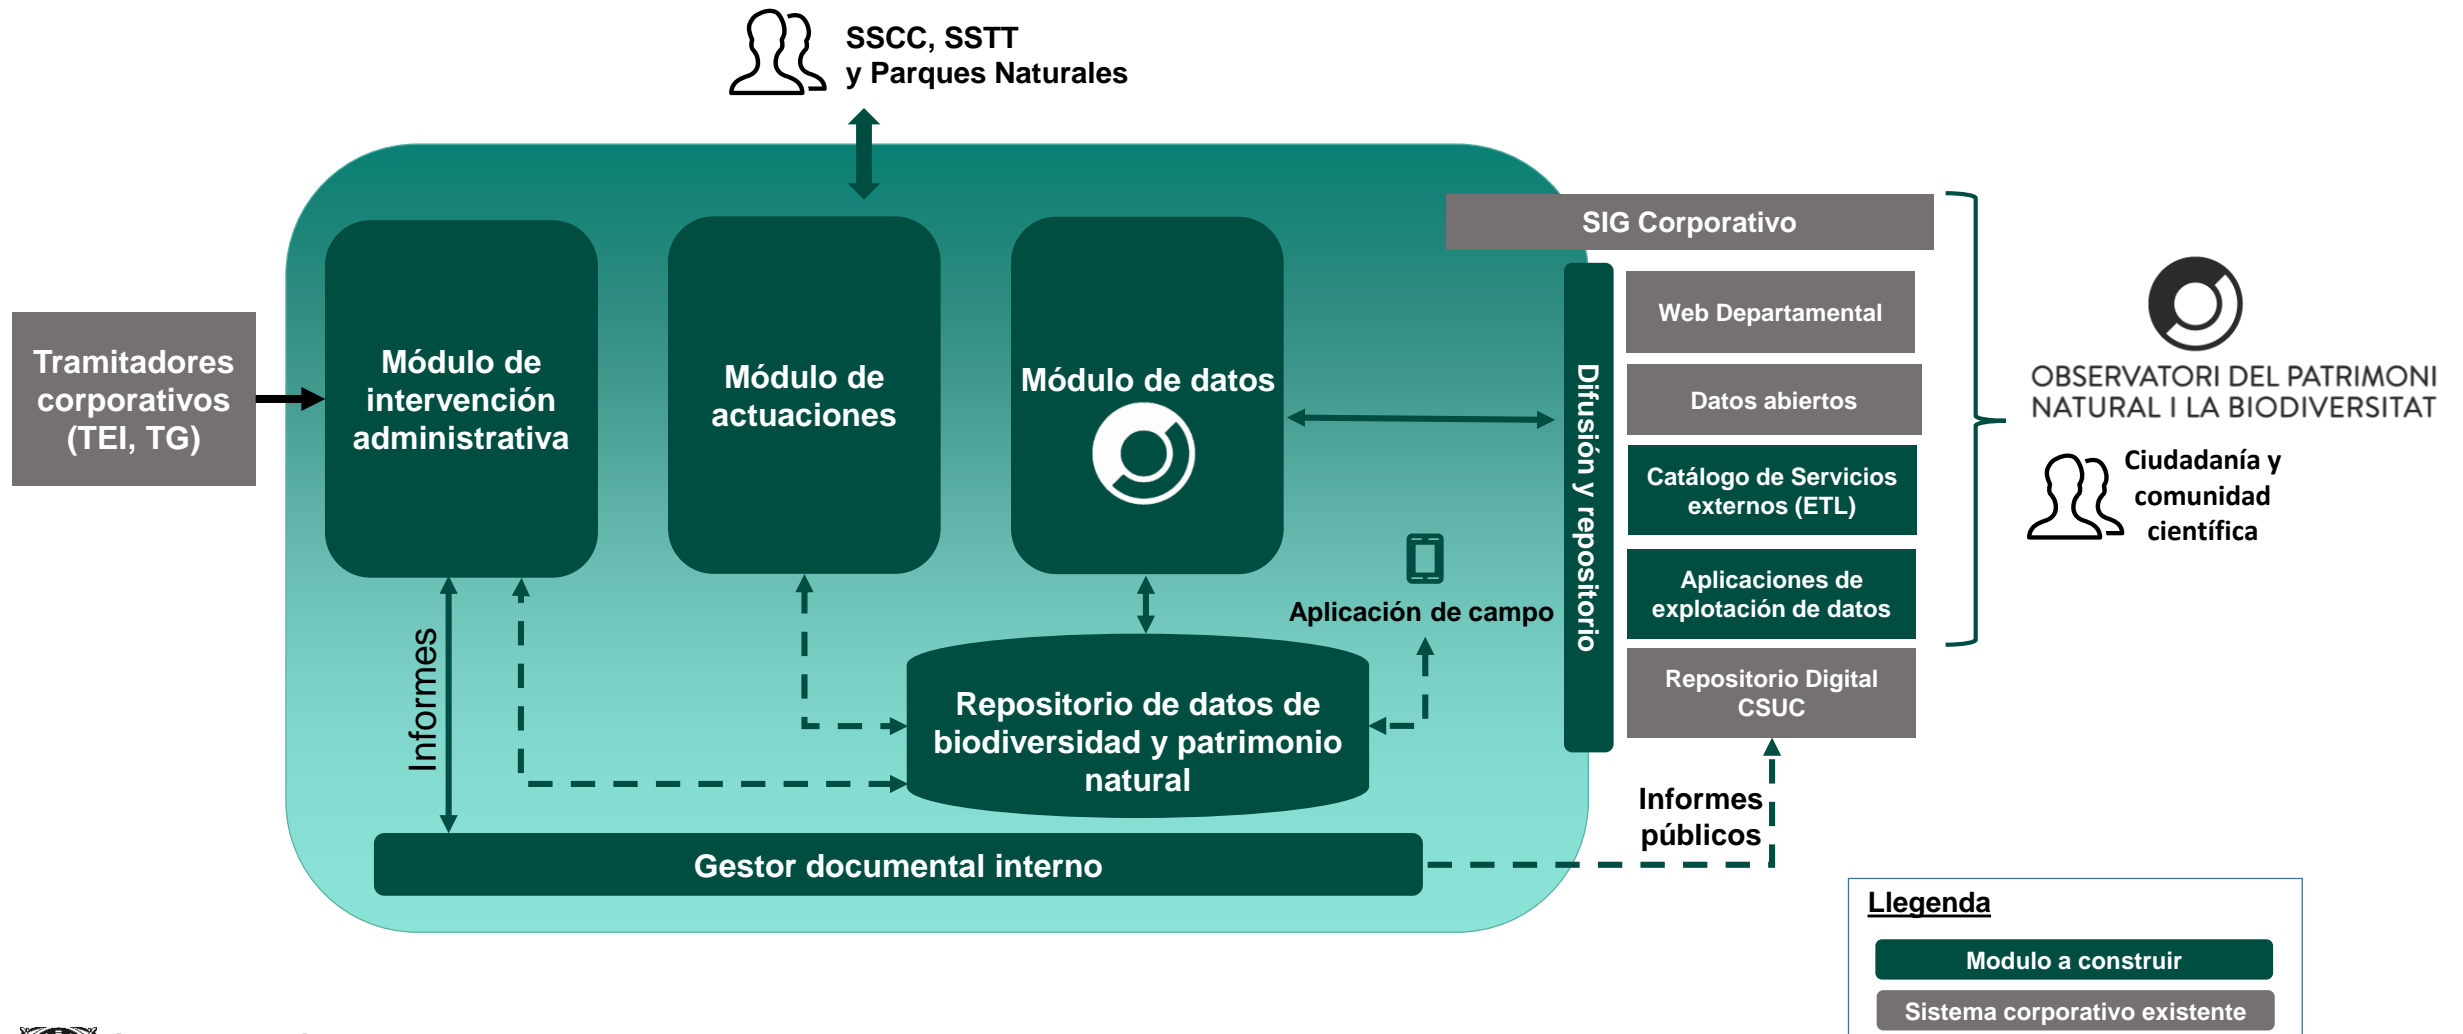 SSCC, SSTT
y Parques Naturales
SIG Corporativo
Tramitadores
corporativos
(TEI, TG)
Módulo de
intervención
administrativa
Módulo de
actuaciones
Módulo de datos
Difusión y repositorio
Web Departamental
Datos abiertos
Catálogo de Servicios
externos (ETL)
Aplicaciones de
explotación de datos
Repositorio Digital
CSUC
OBSERVATORI DEL PATRIMONI
NATURAL I LA BIODIVERSITAT
Ciudadanía y
comunidad
científica
Aplicación de campo
Informes
Repositorio de datos de
biodiversidad y patrimonio
natural
Informes
públicos
Gestor documental interno
Llegenda
Modulo a construir
Sistema corporativo existente